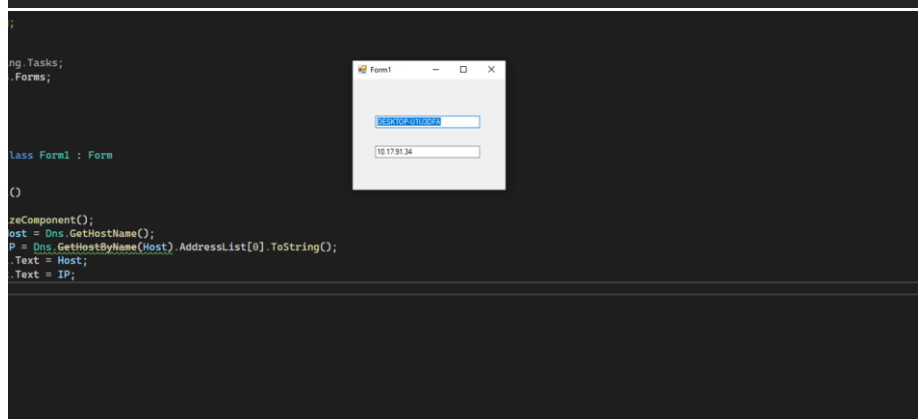 ;
ng.Tasks;
.Forms;
Form1
DESKTOP-U1U3DFA
10.17.91.34
lass Form1 : Form
()
zeComponent();
ost = Dns.GetHostName();
P = Dns.GetHostByName(Host).AddressList[0].ToString();
.Text = Host;
.Text = IP;